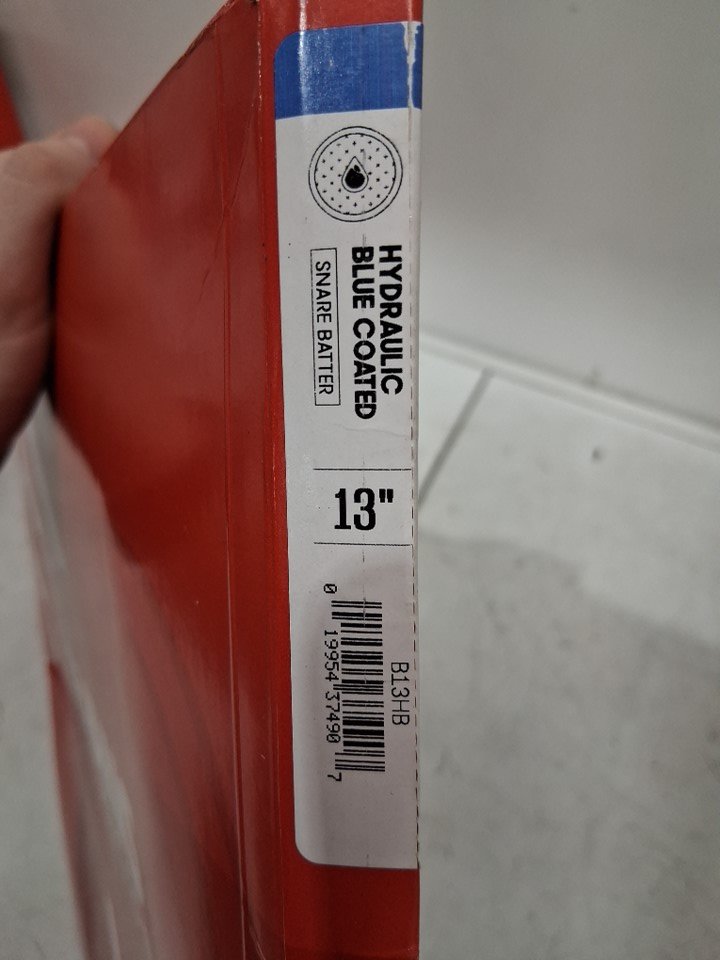 HYDRAULIC
BLUE COATED
SNARE BATTER
13"
B13HB
0 19954 37490 7